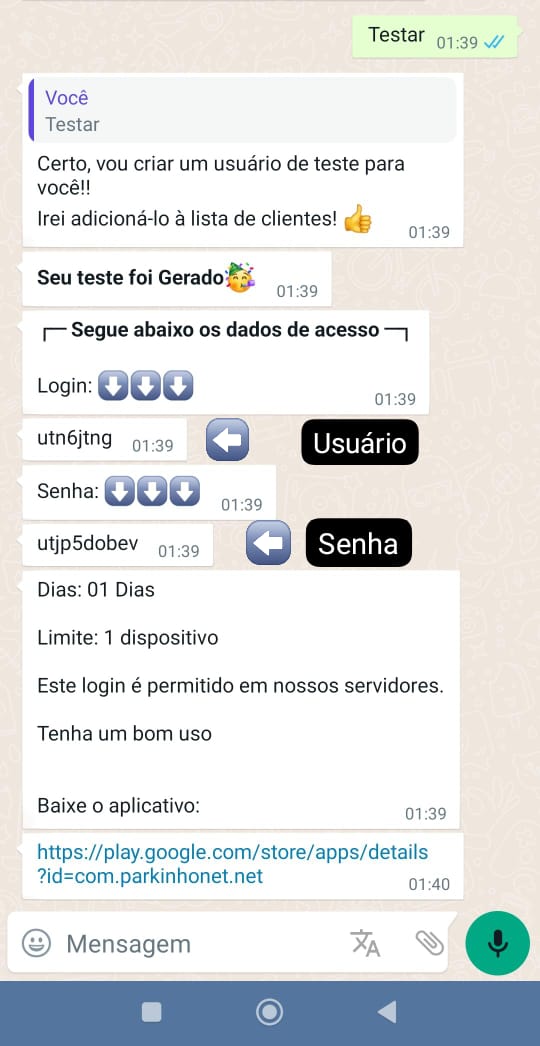 Testar 01:39
Você
Testar
Certo, vou criar um usuário de teste para
você!!
Irei adicioná-lo à lista de clientes! 👍 01:39
Seu teste foi Gerado🥳 01:39
┌─ Segue abaixo os dados de acesso ─┐
Login: ⬇️⬇️⬇️ 01:39
utn6jtng 01:39 ⬅️ Usuário
Senha: ⬇️⬇️⬇️ 01:39
utjp5dobev 01:39 ⬅️ Senha
Dias: 01 Dias
Limite: 1 dispositivo
Este login é permitido em nossos servidores.
Tenha um bom uso
Baixe o aplicativo: 01:39
https://play.google.com/store/apps/details
?id=com.parkinhonet.net 01:40
Mensagem